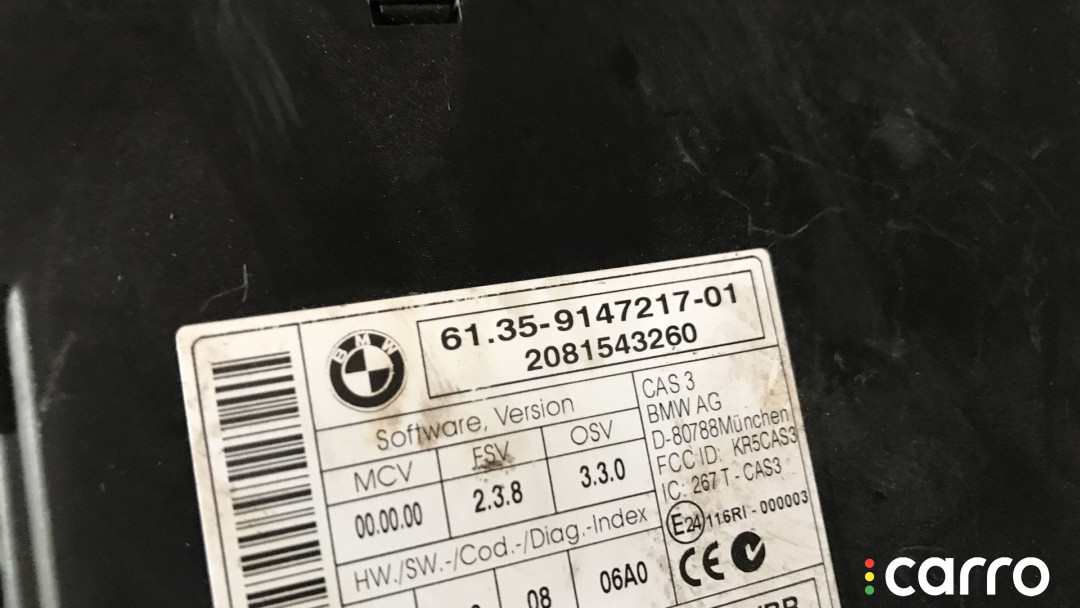 61.35-9147217-01
2081543260
BMW
Software, Version
MCV FSV OSV
00.00.00 2.3.8 3.3.0
HW./SW.-/Cod.-/Diag.-Index
08 06A0
CAS 3
BMW AG
D-80788München
FCC ID: KR5CAS3
IC: 267 T - CAS3
E24 116RI - 000003
CE
carro